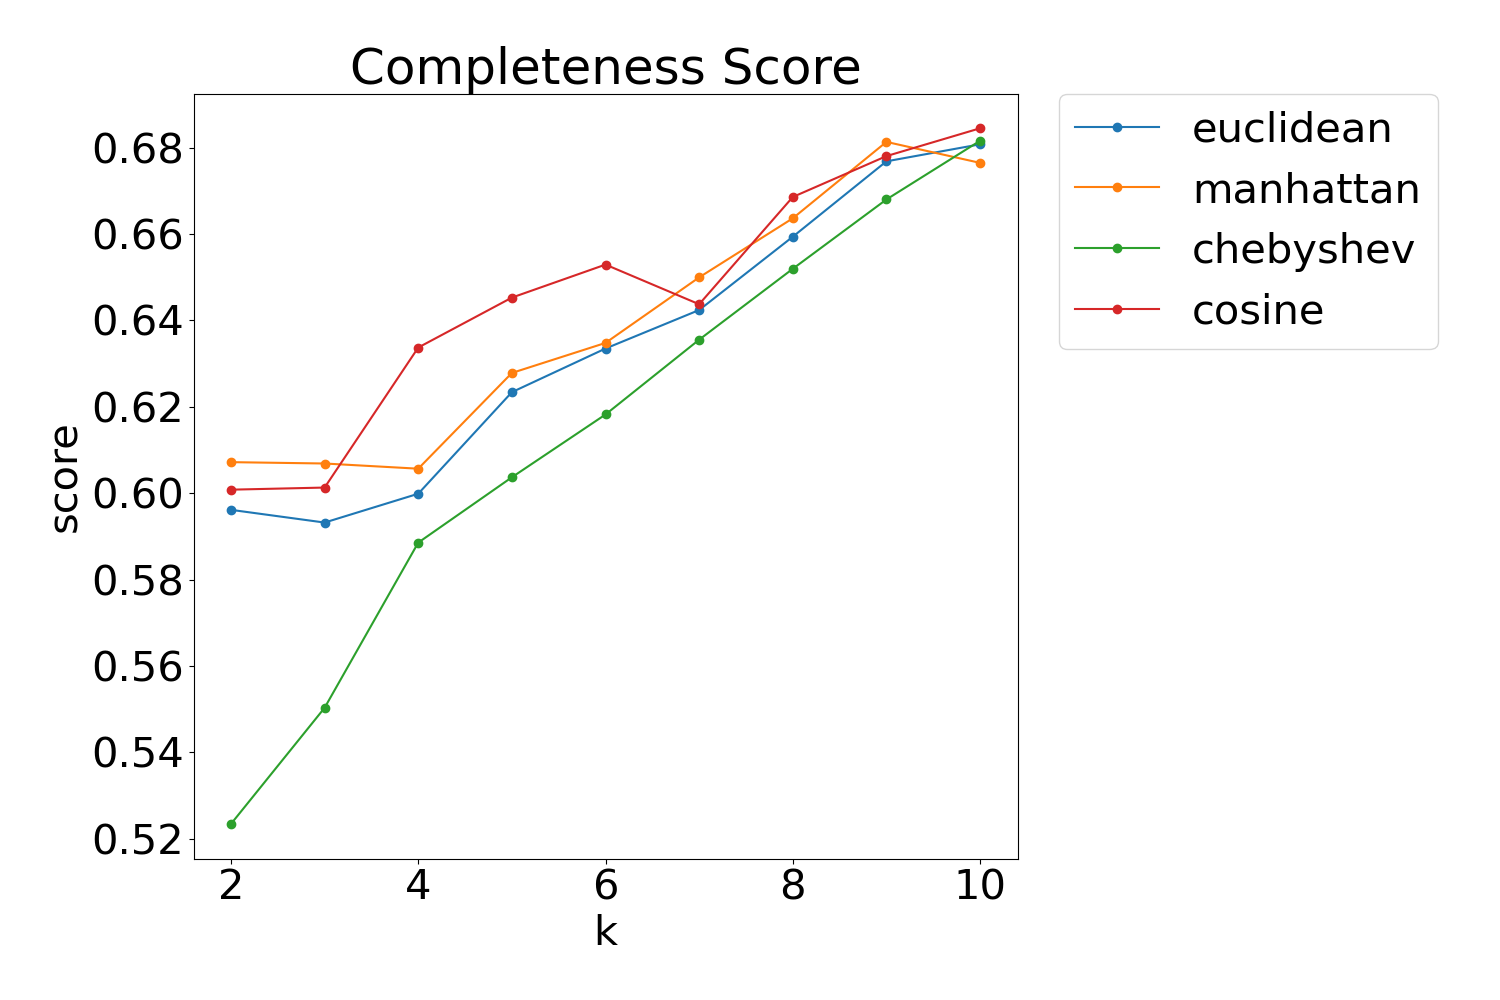 Completeness Score
score
0.68
0.66
0.64
0.62
0.60
0.58
0.56
0.54
0.52
2 4 6 8 10
k
euclidean
manhattan
chebyshev
cosine